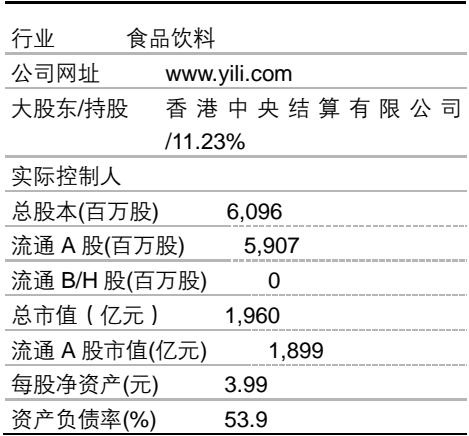 行业 食品饮料
公司网址 www.yili.com
大股东/持股 香港中央结算有限公司
/11.23%
实际控制人
总股本(百万股) 6,096
流通 A 股(百万股) 5,907
流通 B/H 股(百万股) 0
总市值（亿元） 1,960
流通 A 股市值(亿元) 1,899
每股净资产(元) 3.99
资产负债率(%) 53.9